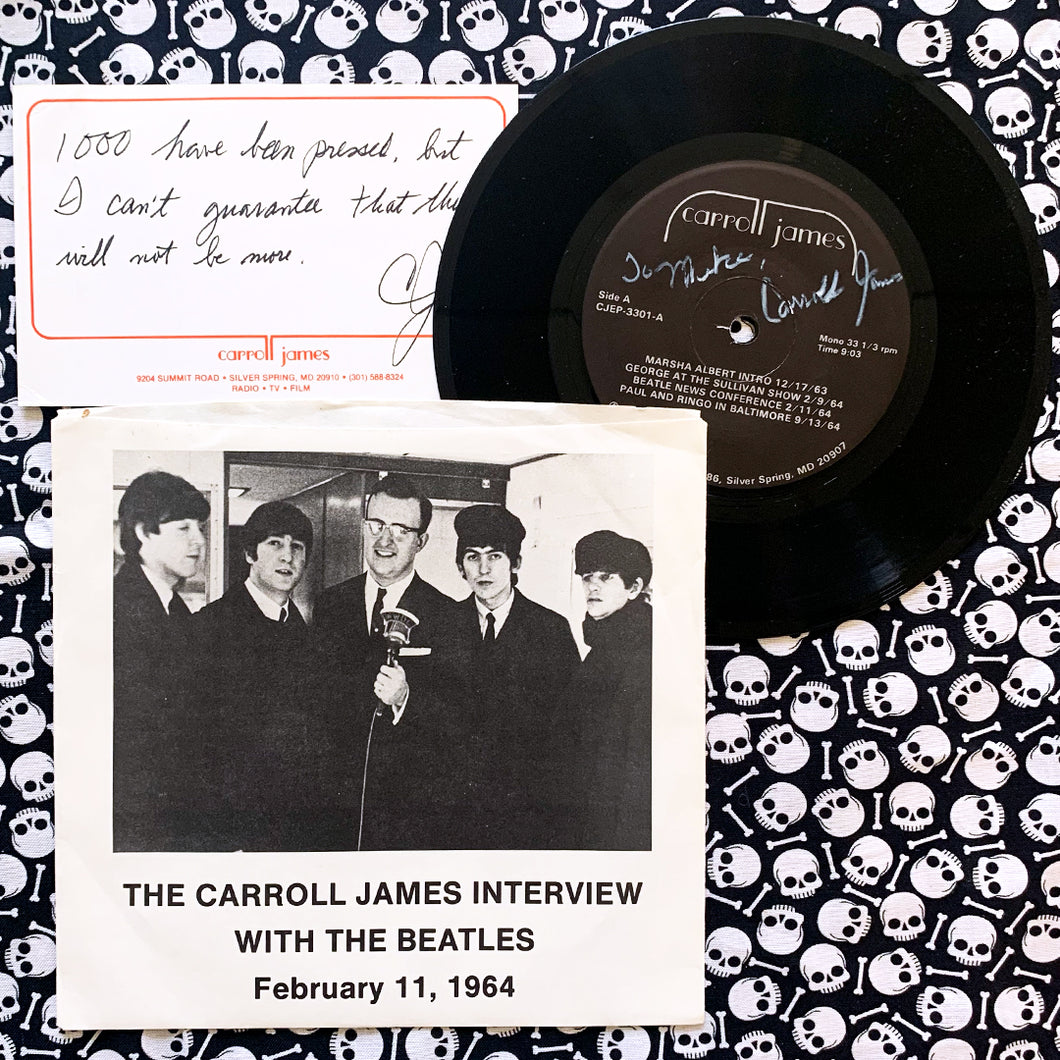 1000 have been pressed, but
I can't guarantee that the
will not be more.
CJ
carroll james
9204 SUMMIT ROAD • SILVER SPRING, MD 20910 • (301) 588-8324
RADIO • TV • FILM
carroll james
To Mike,
Carroll James
Side A
CJEP-3301-A
Mono 33 1/3 rpm
Time 9:03
MARSHA ALBERT INTRO 12/17/63
GEORGE AT THE SULLIVAN SHOW 2/9/64
BEATLE NEWS CONFERENCE 2/11/64
PAUL AND RINGO IN BALTIMORE 9/13/64
86, Silver Spring, MD 20907
THE CARROLL JAMES INTERVIEW
WITH THE BEATLES
February 11, 1964